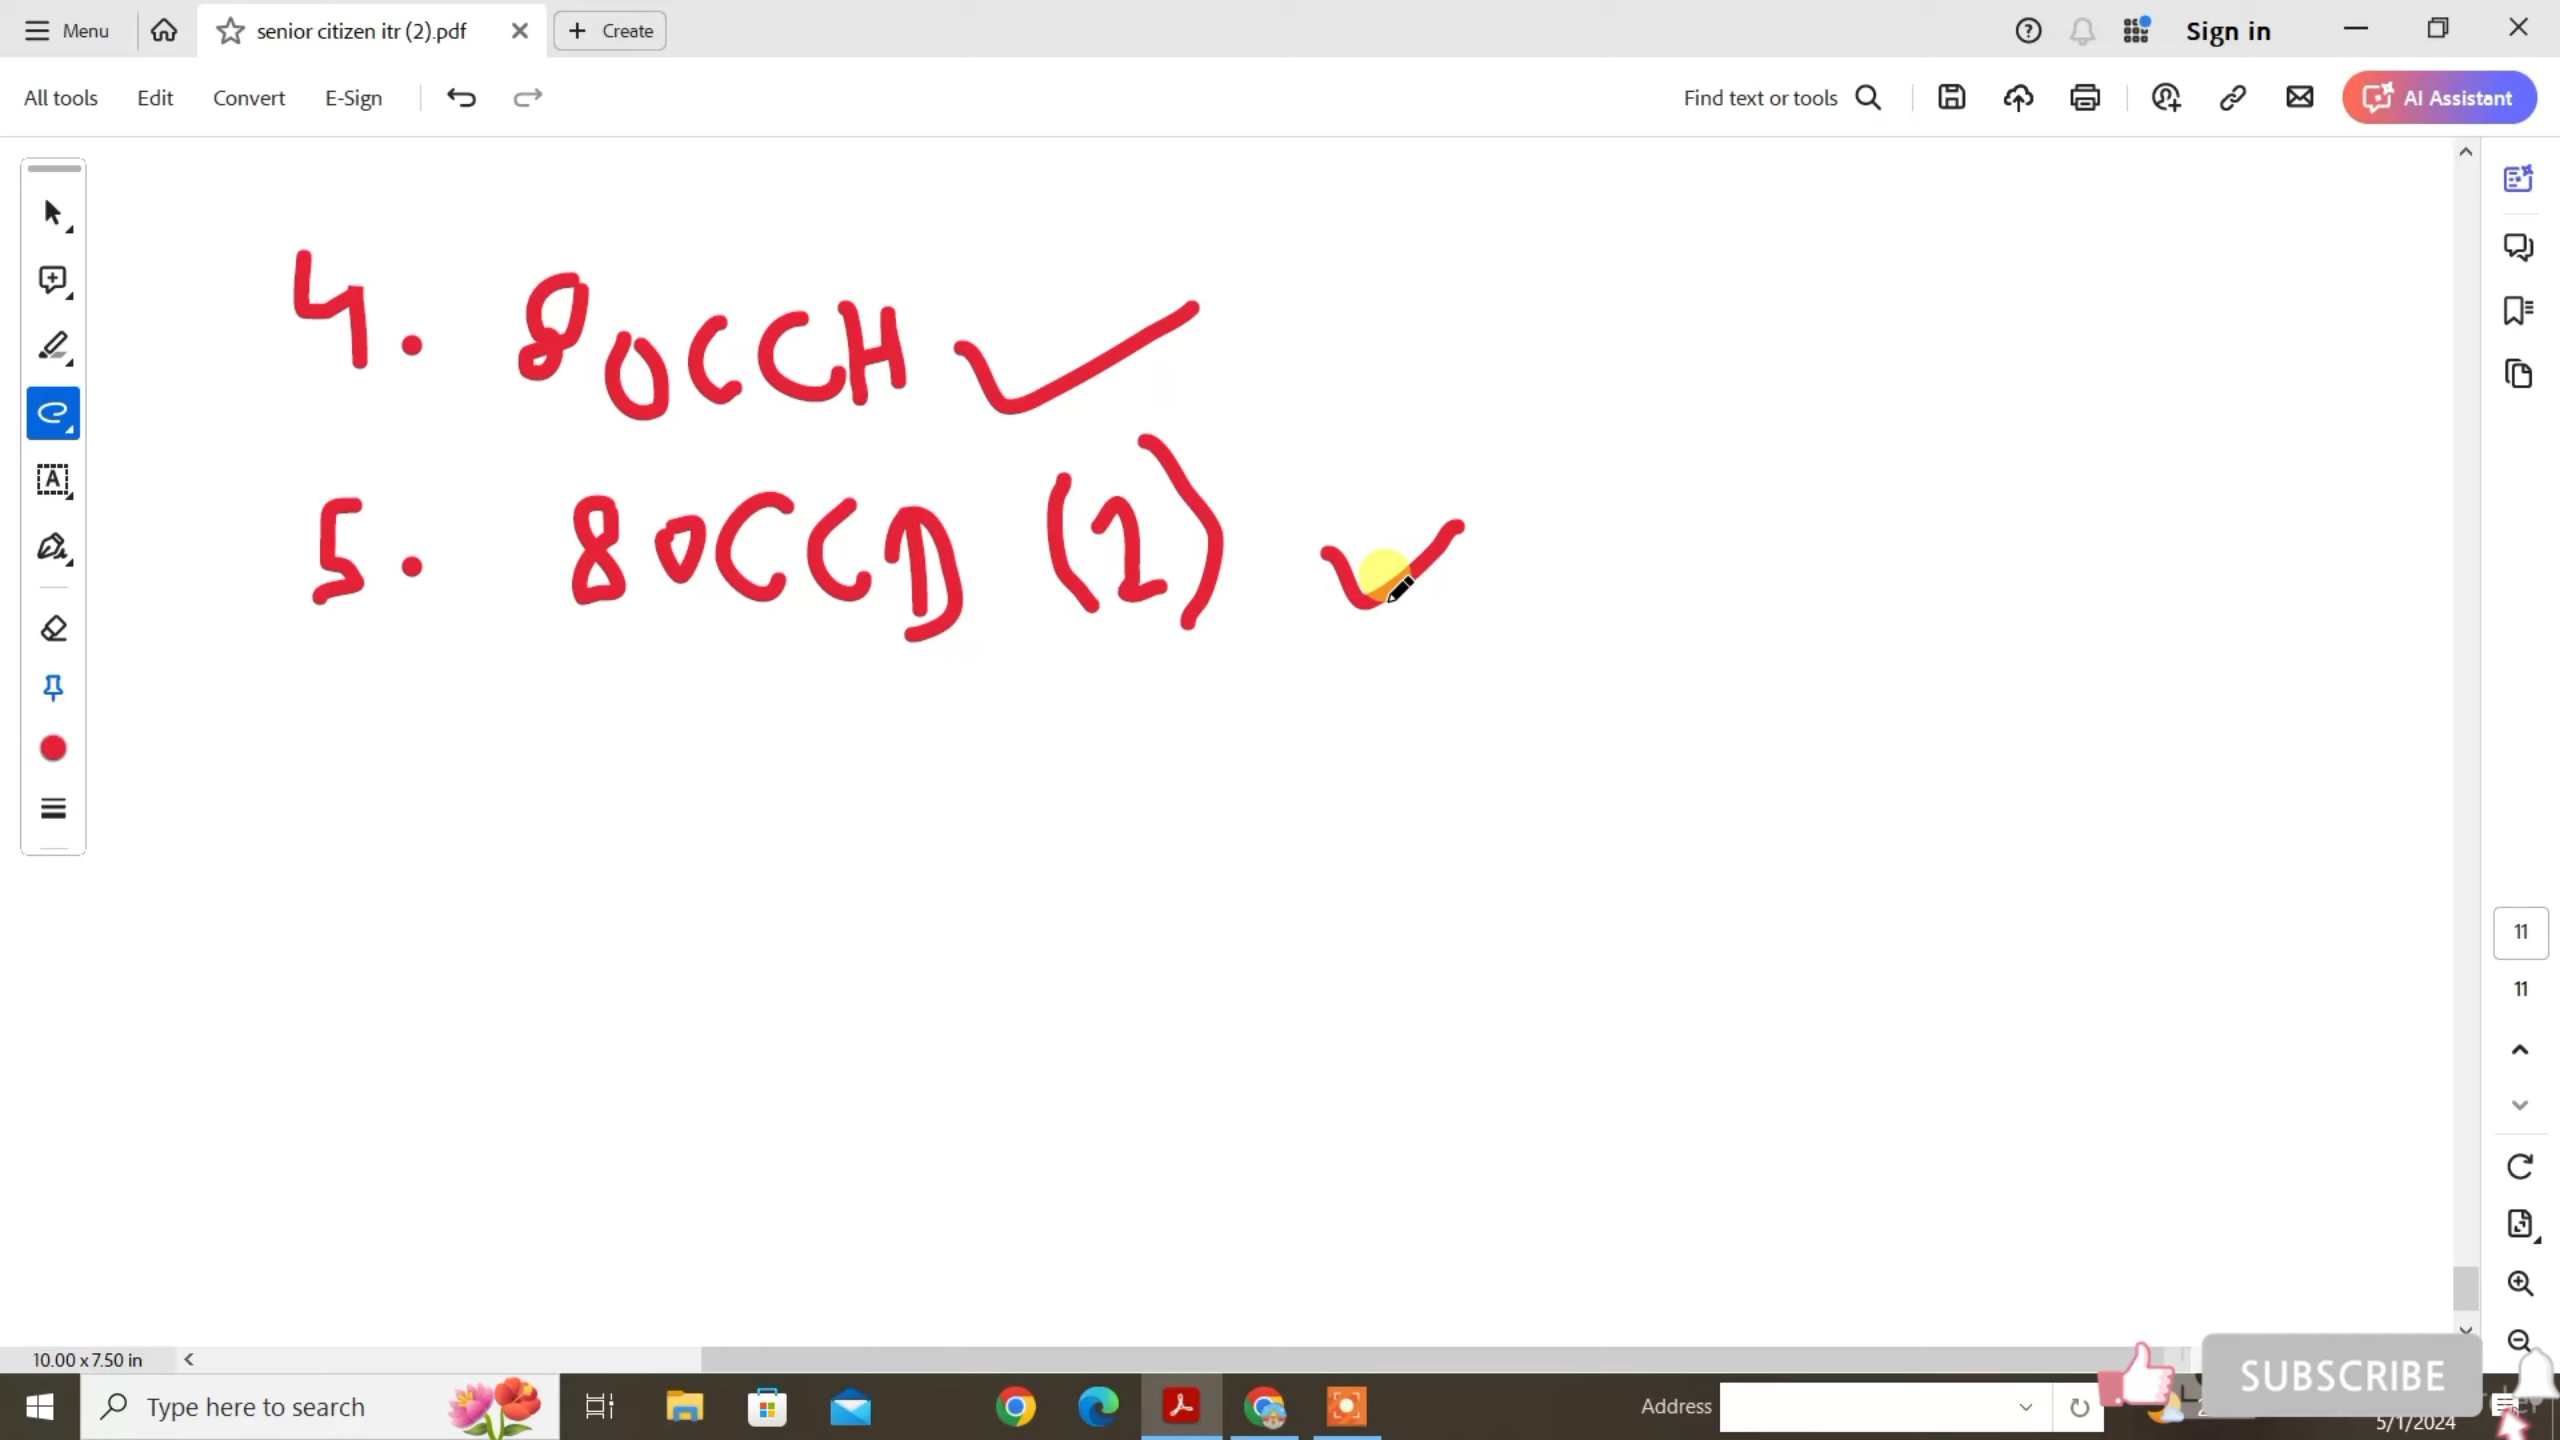 Menu
senior citizen itr (2).pdf
Create
Sign in
All tools
Edit
Convert
E-Sign
Find text or tools
AI Assistant
4. 80CCH
5. 80CCD (2)
11
11
10.00 x 7.50 in
Type here to search
Address
SUBSCRIBE
5/1/2024